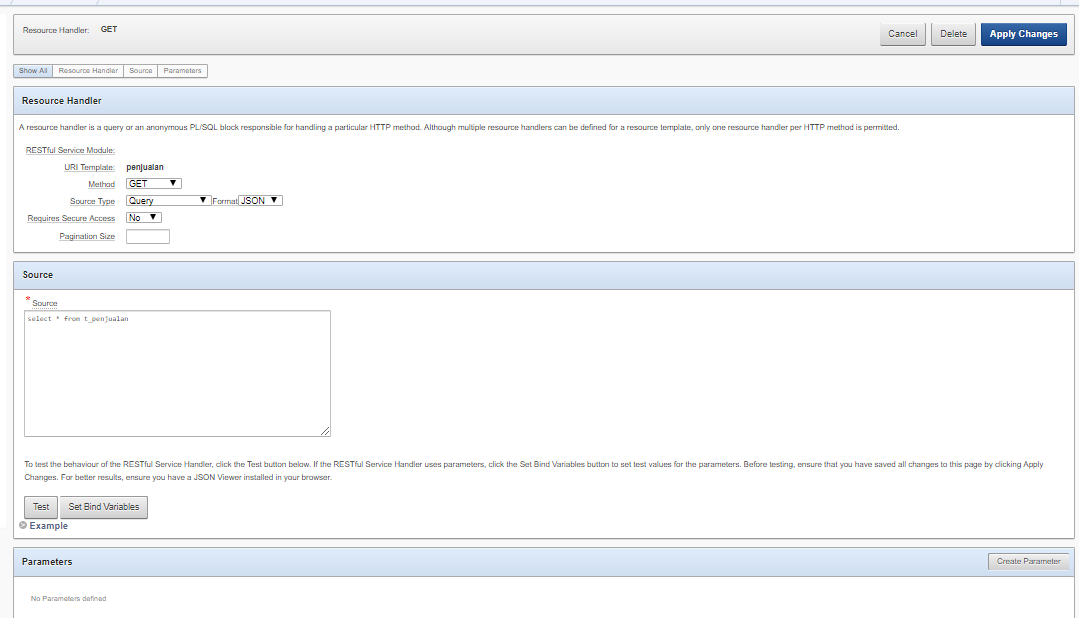 Resource Handler: GET
Cancel Delete Apply Changes
Show All Resource Handler Source Parameters
Resource Handler
A resource handler is a query or an anonymous PL/SQL block responsible for handling a particular HTTP method. Although multiple resource handlers can be defined for a resource template, only one resource handler per HTTP method is permitted.
RESTful Service Module:
URI Template: penjualan
Method GET
Source Type Query Format JSON
Requires Secure Access No
Pagination Size
Source
* Source
select * from t_penjualan
To test the behaviour of the RESTful Service Handler, click the Test button below. If the RESTful Service Handler uses parameters, click the Set Bind Variables button to set test values for the parameters. Before testing, ensure that you have saved all changes to this page by clicking Apply
Changes. For better results, ensure you have a JSON Viewer installed in your browser.
Test Set Bind Variables
Example
Parameters Create Parameter
No Parameters defined